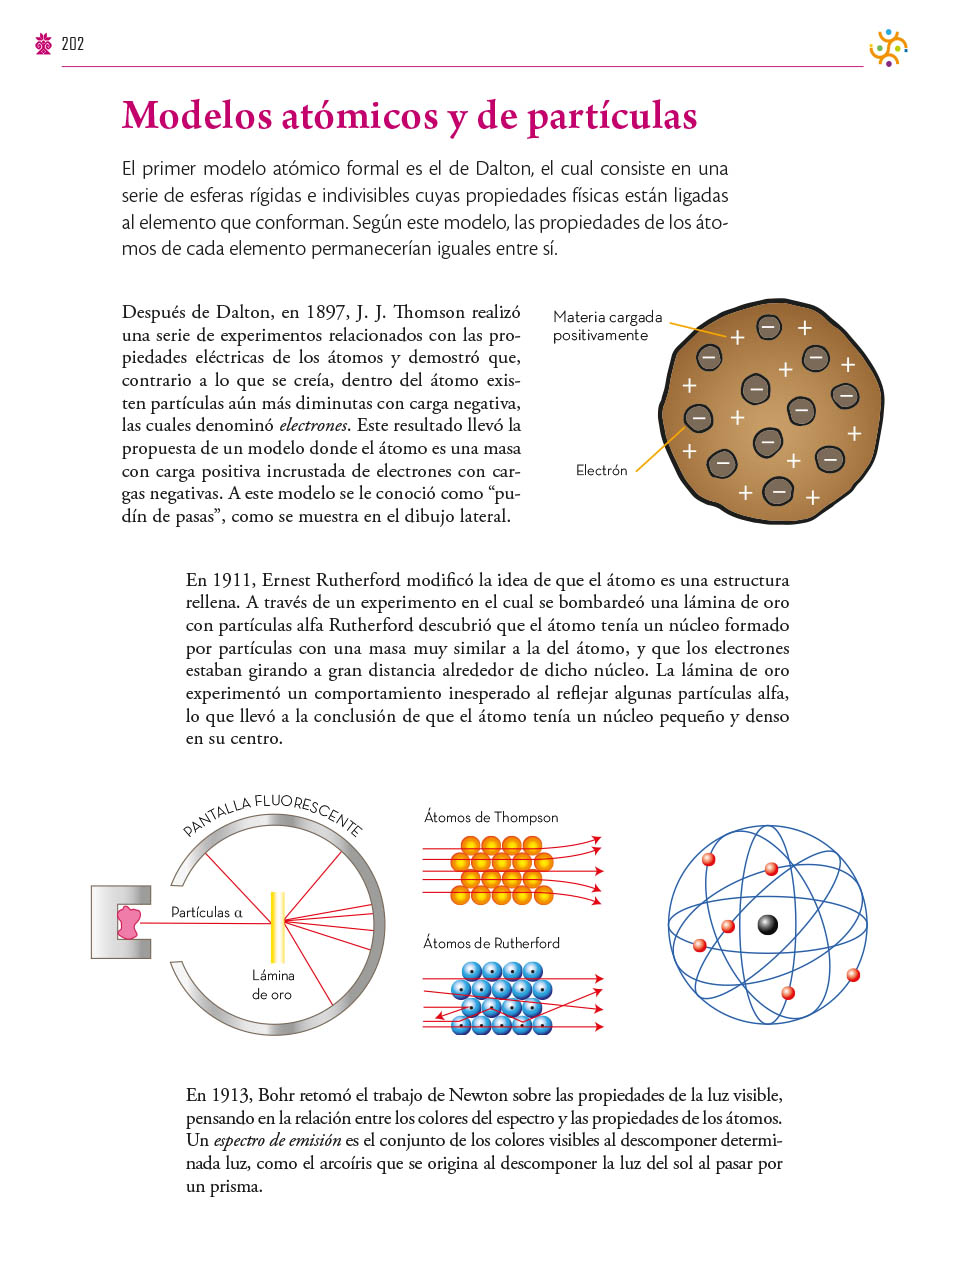 202
Modelos atómicos y de partículas
El primer modelo atómico formal es el de Dalton, el cual consiste en una
serie de esferas rígidas e indivisibles cuyas propiedades físicas están ligadas
al elemento que conforman. Según este modelo, las propiedades de los áto-
mos de cada elemento permanecerían iguales entre sí.
Después de Dalton, en 1897, J. J. Thomson realizó
una serie de experimentos relacionados con las pro-
piedades eléctricas de los átomos y demostró que,
contrario a lo que se creía, dentro del átomo exis-
ten partículas aún más diminutas con carga negativa,
las cuales denominó electrones. Este resultado llevó la
propuesta de un modelo donde el átomo es una masa
con carga positiva incrustada de electrones con car-
gas negativas. A este modelo se le conoció como “pu-
dín de pasas”, como se muestra en el dibujo lateral.
Materia cargada
positivamente
Electrón
En 1911, Ernest Rutherford modificó la idea de que el átomo es una estructura
rellena. A través de un experimento en el cual se bombardeó una lámina de oro
con partículas alfa Rutherford descubrió que el átomo tenía un núcleo formado
por partículas con una masa muy similar a la del átomo, y que los electrones
estaban girando a gran distancia alrededor de dicho núcleo. La lámina de oro
experimentó un comportamiento inesperado al reflejar algunas partículas alfa,
lo que llevó a la conclusión de que el átomo tenía un núcleo pequeño y denso
en su centro.
PANTALLA FLUORESCENTE
Partículas α
Lámina
de oro
Átomos de Thompson
Átomos de Rutherford
En 1913, Bohr retomó el trabajo de Newton sobre las propiedades de la luz visible,
pensando en la relación entre los colores del espectro y las propiedades de los átomos.
Un espectro de emisión es el conjunto de los colores visibles al descomponer determi-
nada luz, como el arcoíris que se origina al descomponer la luz del sol al pasar por
un prisma.